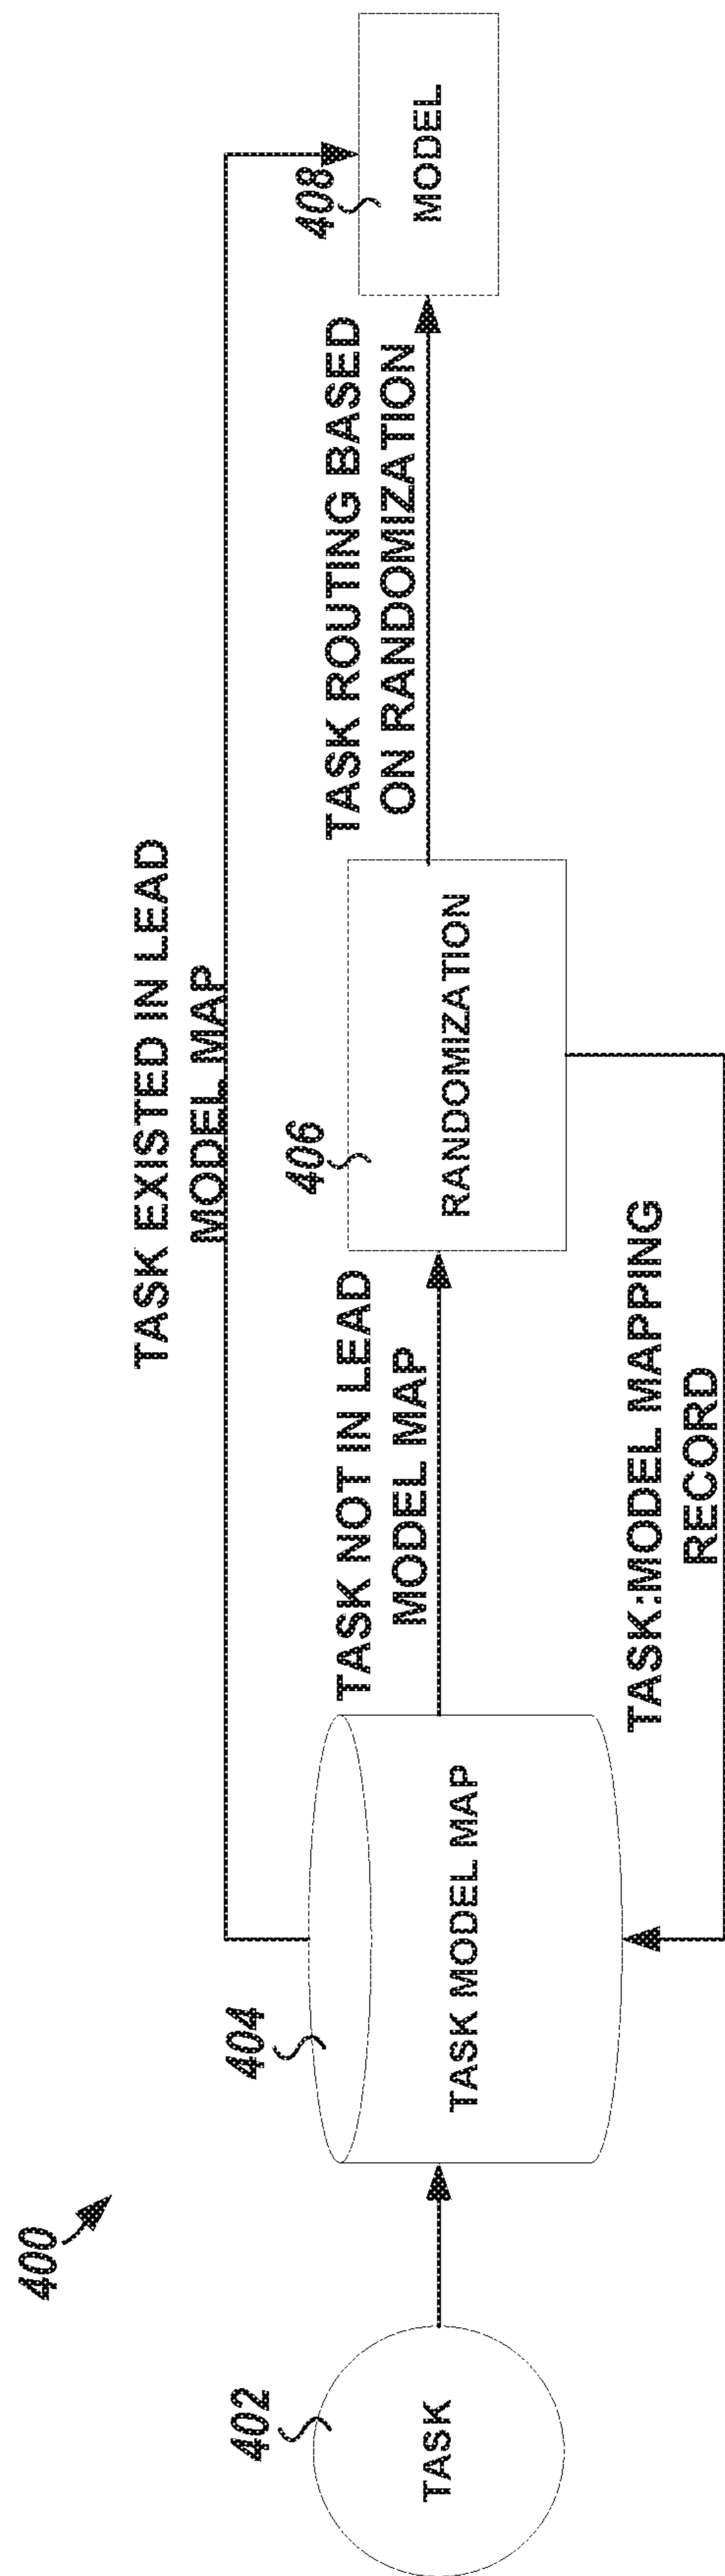 400
402
TASK
404
TASK MODEL MAP
TASK EXISTED IN LEAD
MODEL MAP
TASK NOT IN LEAD
MODEL MAP
TASK:MODEL MAPPING
RECORD
406
RANDOMIZATION
TASK ROUTING BASED
ON RANDOMIZATION
408
MODEL